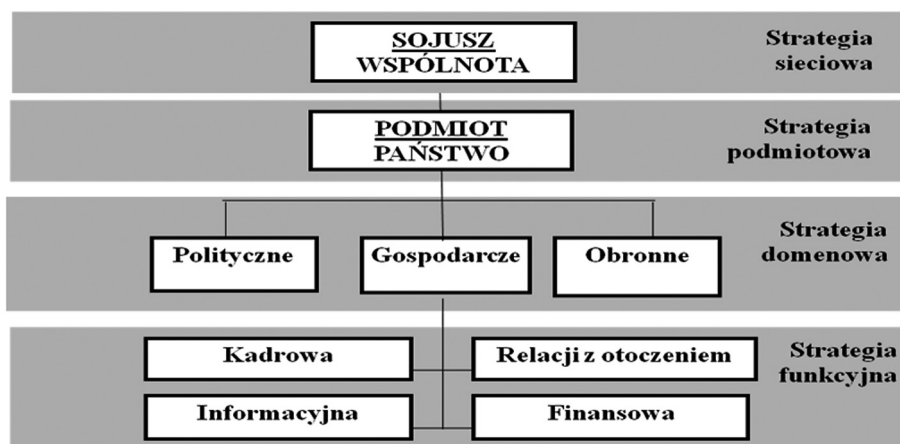 SOJUSZ
WSPÓLNOTA
Strategia
sieciowa
PODMIOT
PAŃSTWO
Strategia
podmiotowa
Polityczne
Gospodarcze
Obronne
Strategia
domenowa
Kadrowa
Relacji z otoczeniem
Strategia
funkcyjna
Informacyjna
Finansowa